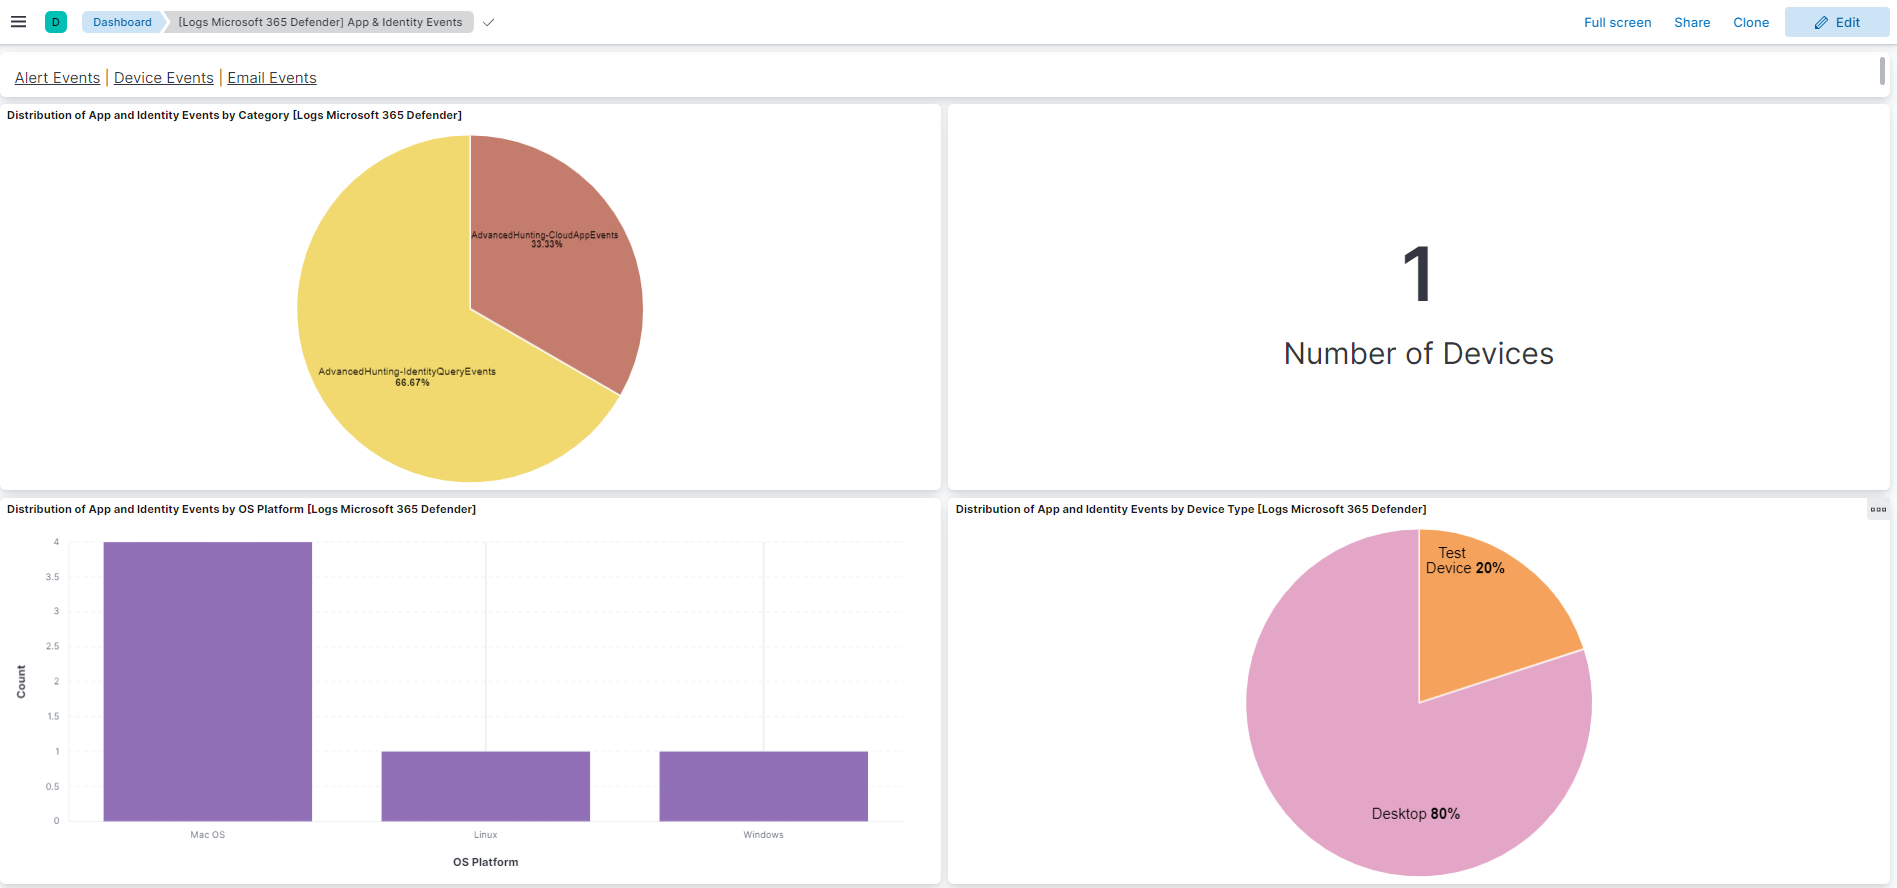 D Dashboard [Logs Microsoft 365 Defender] App & Identity Events Full screen Share Clone Edit
Alert Events | Device Events | Email Events
Distribution of App and Identity Events by Category [Logs Microsoft 365 Defender]
AdvancedHunting-CloudAppEvents
33.33%
AdvancedHunting-IdentityQueryEvents
66.67%
1
Number of Devices
Distribution of App and Identity Events by OS Platform [Logs Microsoft 365 Defender]
4
3.5
3
2.5
2
1.5
1
0.5
0
Count
Mac OS Linux Windows
OS Platform
Distribution of App and Identity Events by Device Type [Logs Microsoft 365 Defender]
Test
Device 20%
Desktop 80%